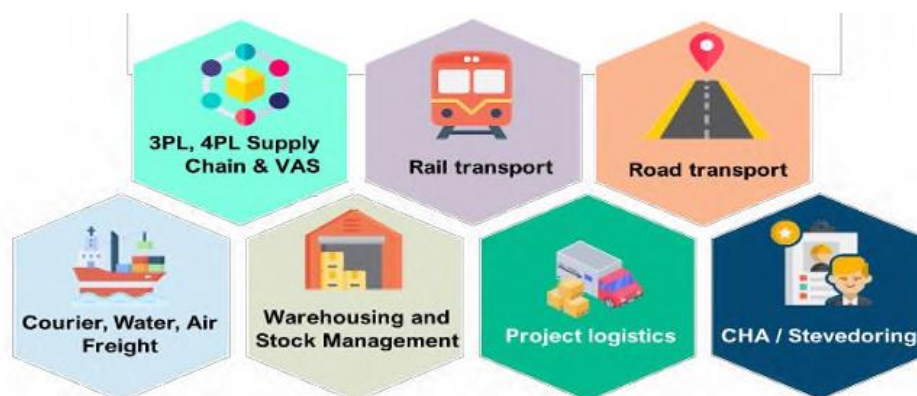 3PL, 4PL Supply
Chain & VAS
Rail transport
Road transport
Courier, Water, Air
Freight
Warehousing and
Stock Management
Project logistics
CHA / Stevedoring